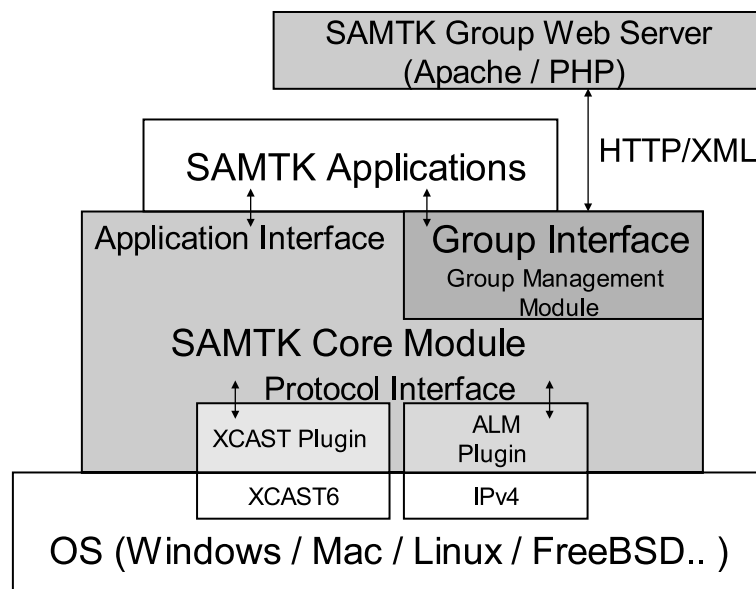 SAMTK Group Web Server
(Apache / PHP)
HTTP/XML
SAMTK Applications
Application Interface
Group Interface
Group Management
Module
SAMTK Core Module
Protocol Interface
XCAST Plugin
ALM
Plugin
XCAST6
IPv4
OS (Windows / Mac / Linux / FreeBSD.. )